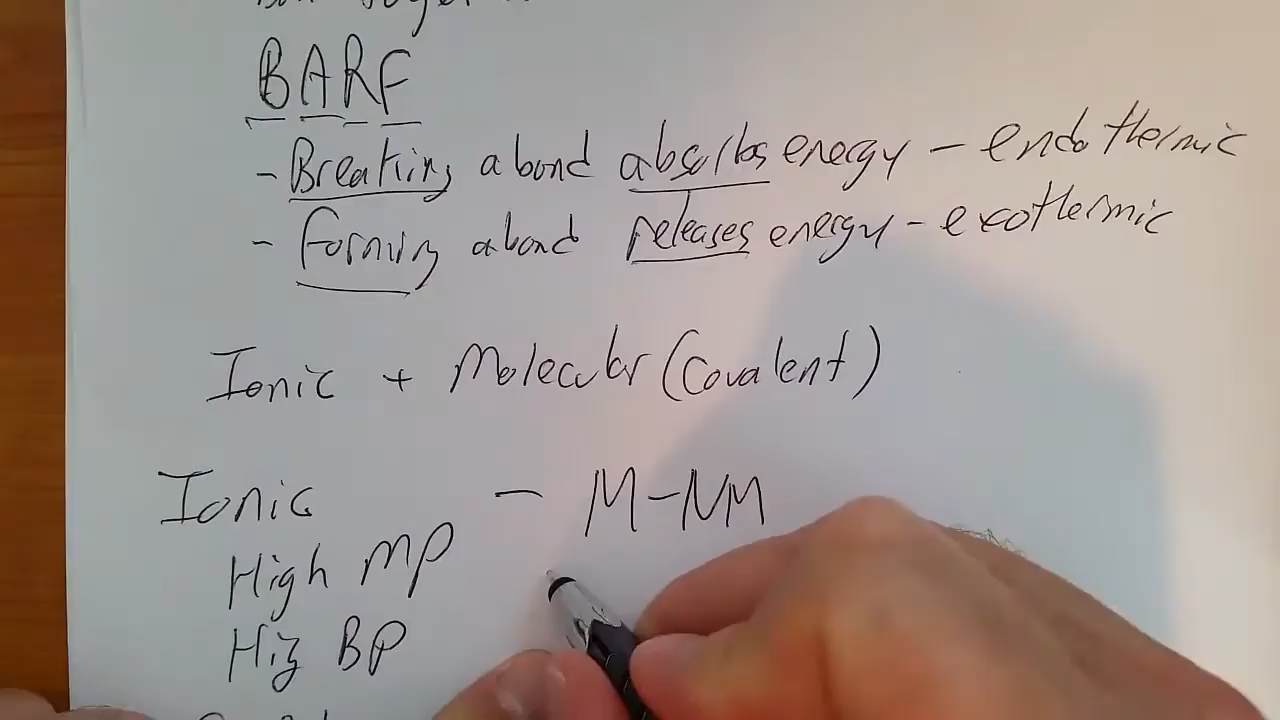 BARF
- Breaking a bond absorbs energy - endothermic
- Forming a bond releases energy - exothermic
Ionic + Molecular (Covalent)
Ionic - M-NM
High MP
Hig BP